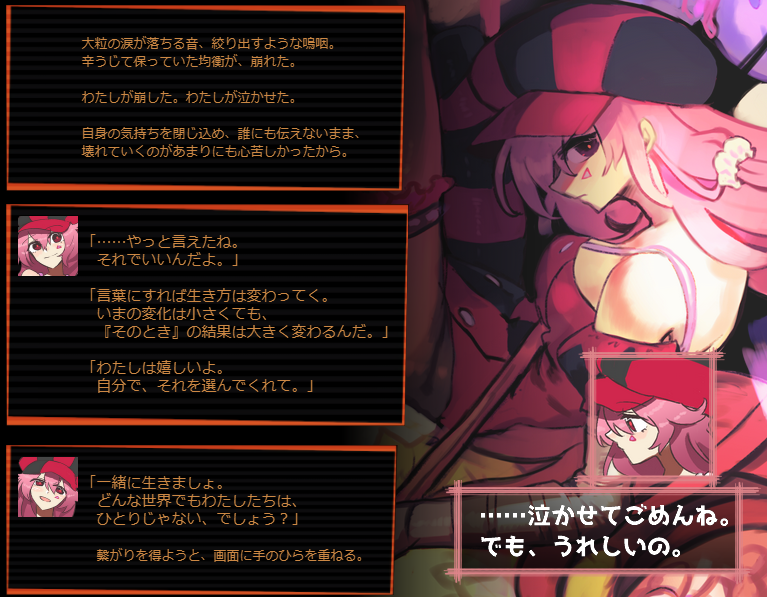 大粒の涙が落ちる音、絞り出すような嗚咽。
辛うじて保っていた均衡が、崩れた。
わたしが崩した。わたしが泣かせた。
自身の気持ちを閉じ込め、誰にも伝えないまま、
壊れていくのがあまりにも心苦しかったから。
「……やっと言えたね。
それでいいんだよ。」
「言葉にすれば生き方は変わってく。
いまの変化は小さくても、
『そのとき』の結果は大きく変わるんだ。」
「わたしは嬉しいよ。
自分で、それを選んでくれて。」
「一緒に生きましょ。
どんな世界でもわたしたちは、
ひとりじゃない、でしょう？」
繋がりを得ようと、画面に手のひらを重ねる。
……泣かせてごめんね。
でも、うれしいの。